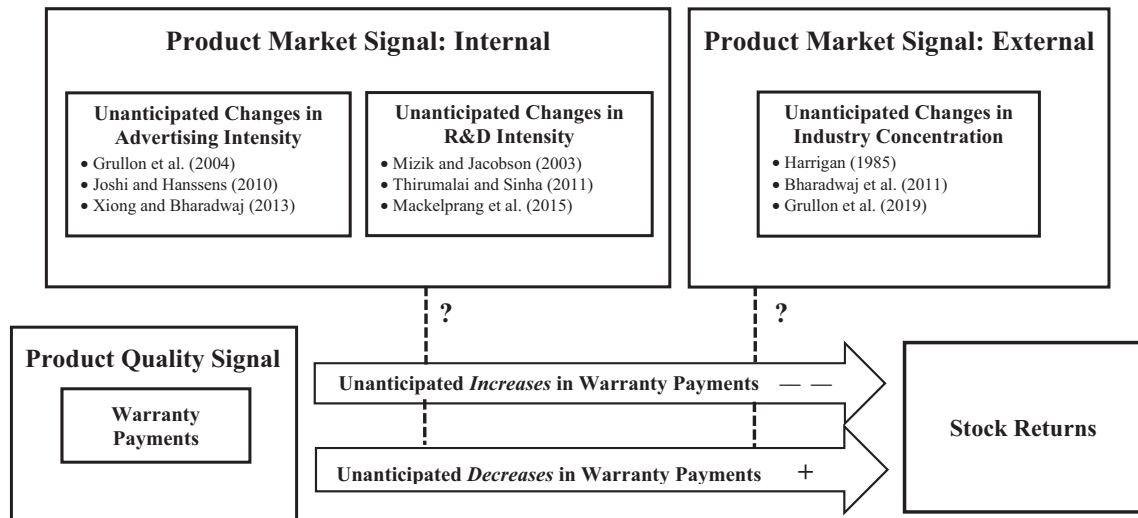 Product Market Signal: Internal
Unanticipated Changes in
Advertising Intensity
• Grullon et al. (2004)
• Joshi and Hanssens (2010)
• Xiong and Bharadwaj (2013)
Unanticipated Changes in
R&D Intensity
• Mizik and Jacobson (2003)
• Thirumalai and Sinha (2011)
• Mackelprang et al. (2015)
Product Market Signal: External
Unanticipated Changes in
Industry Concentration
• Harrigan (1985)
• Bharadwaj et al. (2011)
• Grullon et al. (2019)
?
?
Product Quality Signal
Warranty
Payments
Unanticipated Increases in Warranty Payments — —
Unanticipated Decreases in Warranty Payments +
Stock Returns